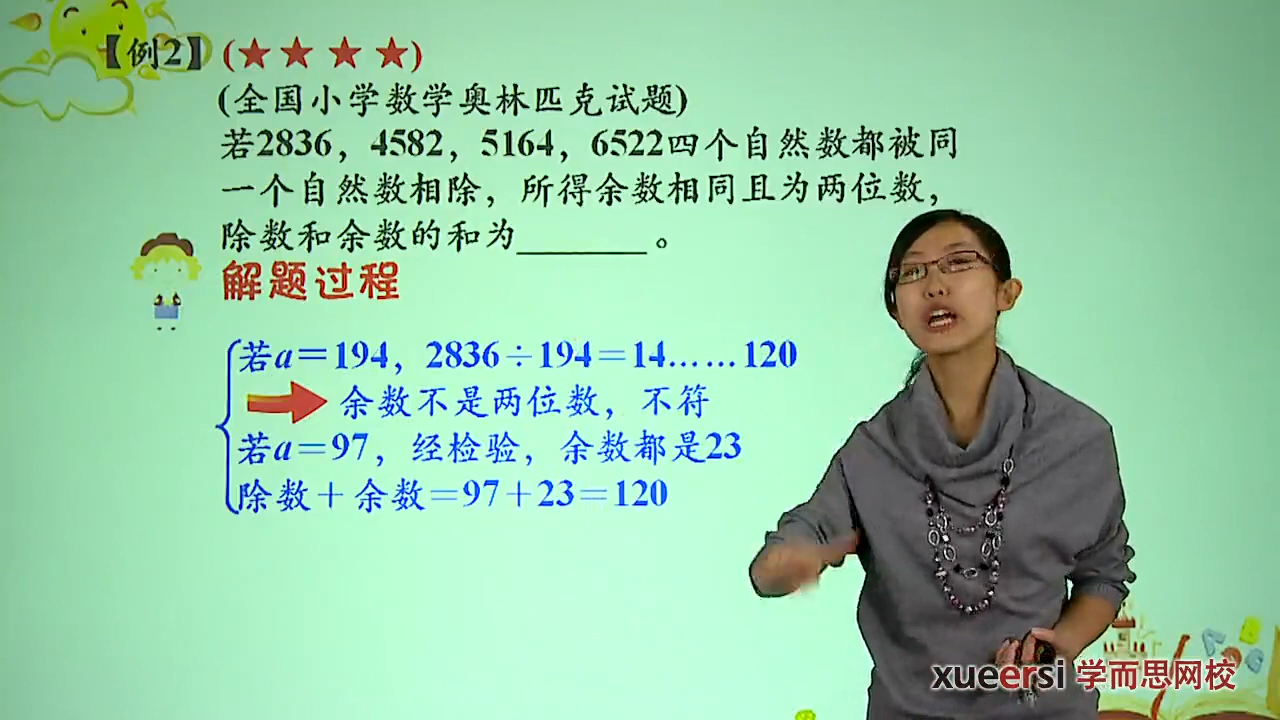 【例2】(★★★★)
(全国小学数学奥林匹克试题)
若2836，4582，5164，6522四个自然数都被同
一个自然数相除，所得余数相同且为两位数，
除数和余数的和为______。
解题过程
若a=194，2836÷194=14……120
余数不是两位数，不符
若a=97，经检验，余数都是23
除数＋余数=97+23=120
xueersi 学而思网校